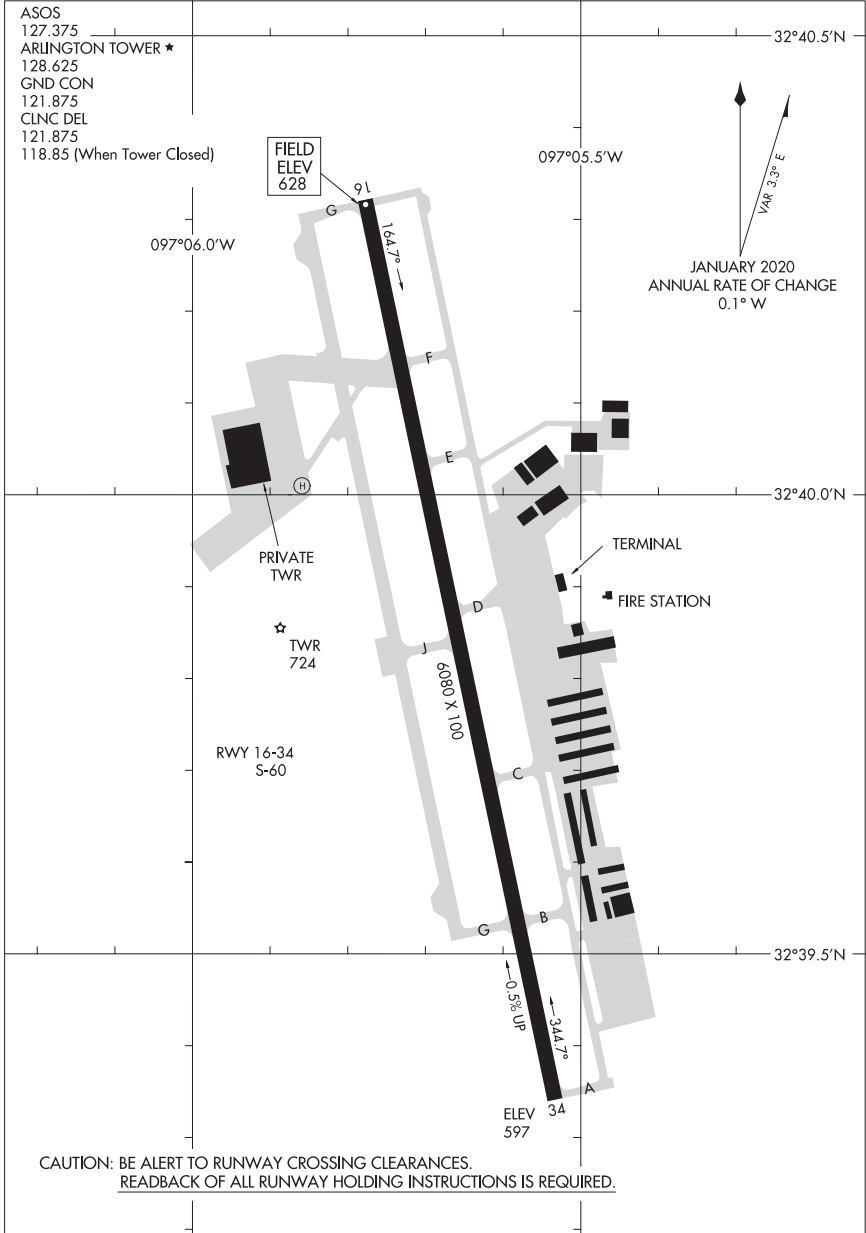 ASOS
127.375
ARLINGTON TOWER ★
128.625
GND CON
121.875
CLNC DEL
121.875
118.85 (When Tower Closed)
32°40.5'N
FIELD
ELEV
628
097°05.5'W
VAR 3.3° E
16
G
164.7°
097°06.0'W
JANUARY 2020
ANNUAL RATE OF CHANGE
0.1° W
F
E
H
32°40.0'N
PRIVATE
TWR
TERMINAL
FIRE STATION
D
TWR
724
J
6080 X 100
RWY 16-34
S-60
C
B
G
32°39.5'N
0.5% UP
344.7°
A
ELEV
597
34
CAUTION: BE ALERT TO RUNWAY CROSSING CLEARANCES.
READBACK OF ALL RUNWAY HOLDING INSTRUCTIONS IS REQUIRED.